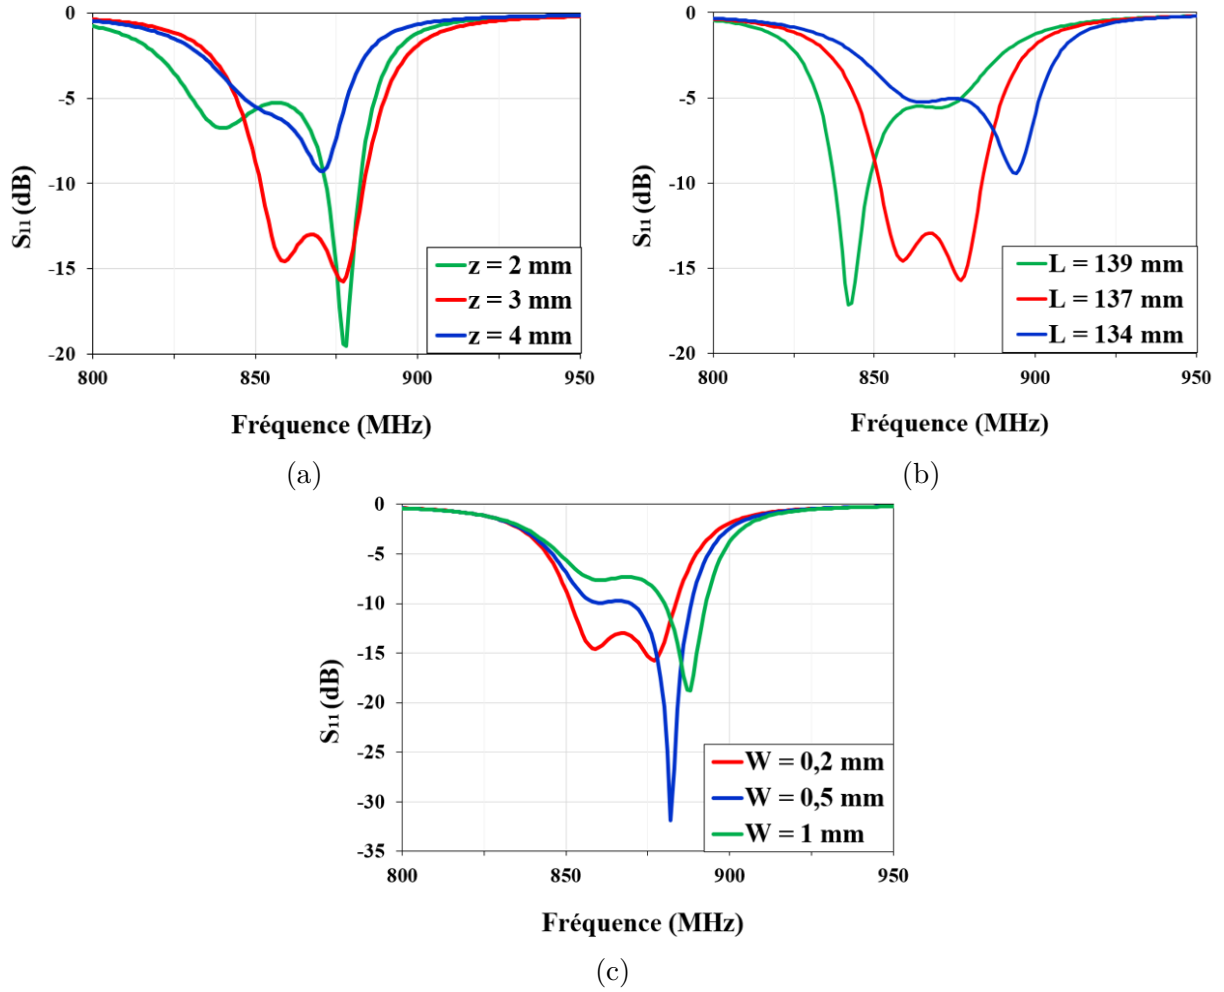 0
-5
-10
-15
-20
S11 (dB)
z = 2 mm
z = 3 mm
z = 4 mm
800
850
900
950
Fréquence (MHz)
(a)
0
-5
-10
-15
-20
S11 (dB)
L = 139 mm
L = 137 mm
L = 134 mm
800
850
900
950
Fréquence (MHz)
(b)
0
-5
-10
-15
-20
-25
-30
-35
S11 (dB)
W = 0,2 mm
W = 0,5 mm
W = 1 mm
800
850
900
950
Fréquence (MHz)
(c)